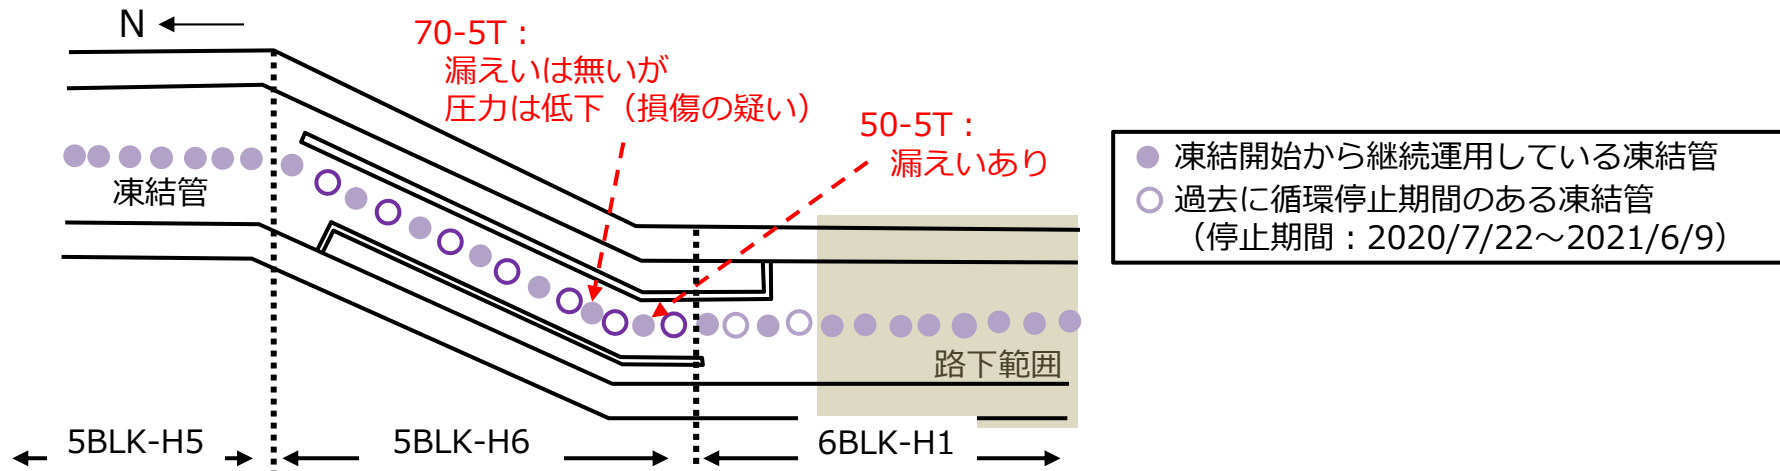 N
70-5T：
漏えいは無いが
圧力は低下（損傷の疑い）
50-5T：
漏えいあり
凍結開始から継続運用している凍結管
過去に循環停止期間のある凍結管
（停止期間：2020/7/22～2021/6/9）
凍結管
路下範囲
5BLK-H5
5BLK-H6
6BLK-H1